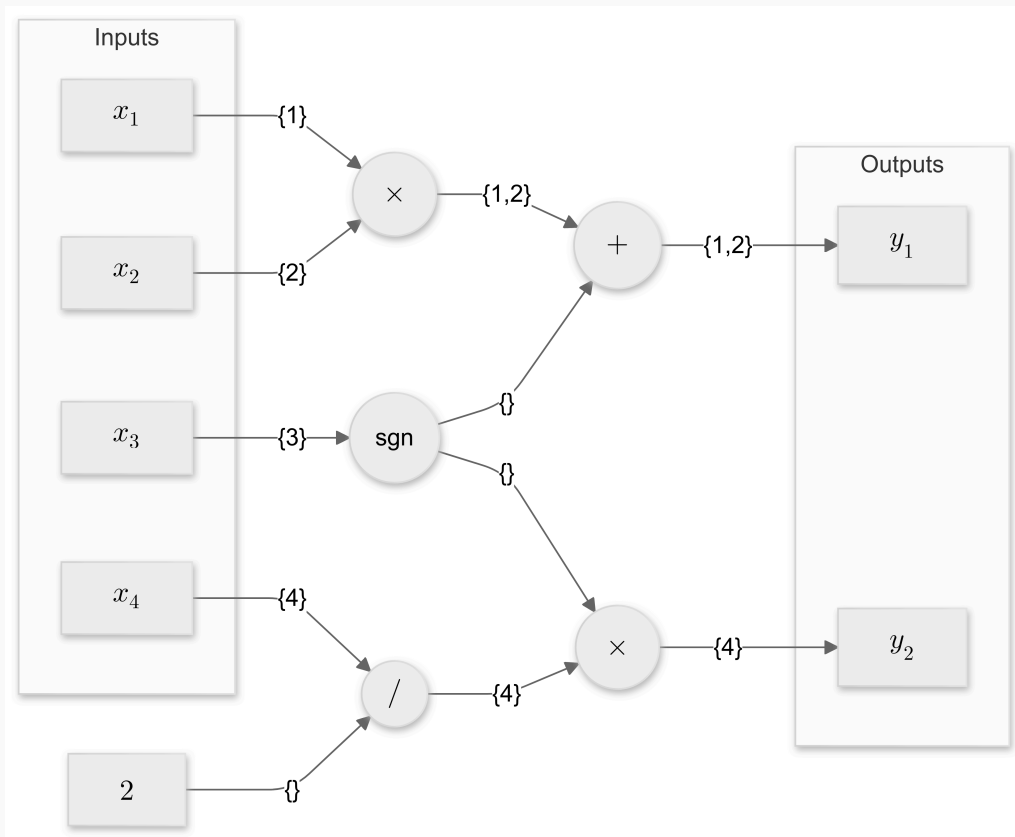 Inputs
x₁
{1}
×
{1,2}
Outputs
x₂
{2}
+
{1,2}
y₁
{}
x₃
{3}
sgn
{}
x₄
{4}
×
{4}
y₂
/
{4}
2
{}